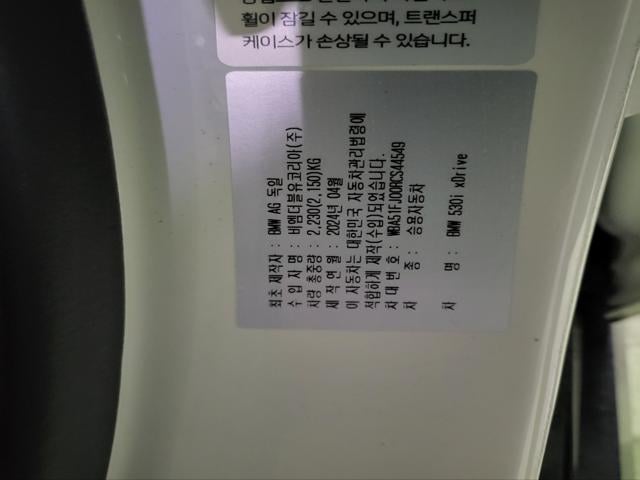 휠이 잠길 수 있으며, 트랜스퍼
케이스가 손상될 수 있습니다.
최초 제작자 : BMW AG 독일
수 입 자 명 : 비엠더블유코리아(주)
차량 총중량 : 2,230(2,150)KG
제 작 연 월 : 2024년 04월
이 자동차는 대한민국 자동차관리법령에
적합하게 제작(수입)되었습니다.
차 대 번 호 : WBA51FJ00RCS44549
차 종 : 승용자동차
차 명 : BMW 530i xDrive